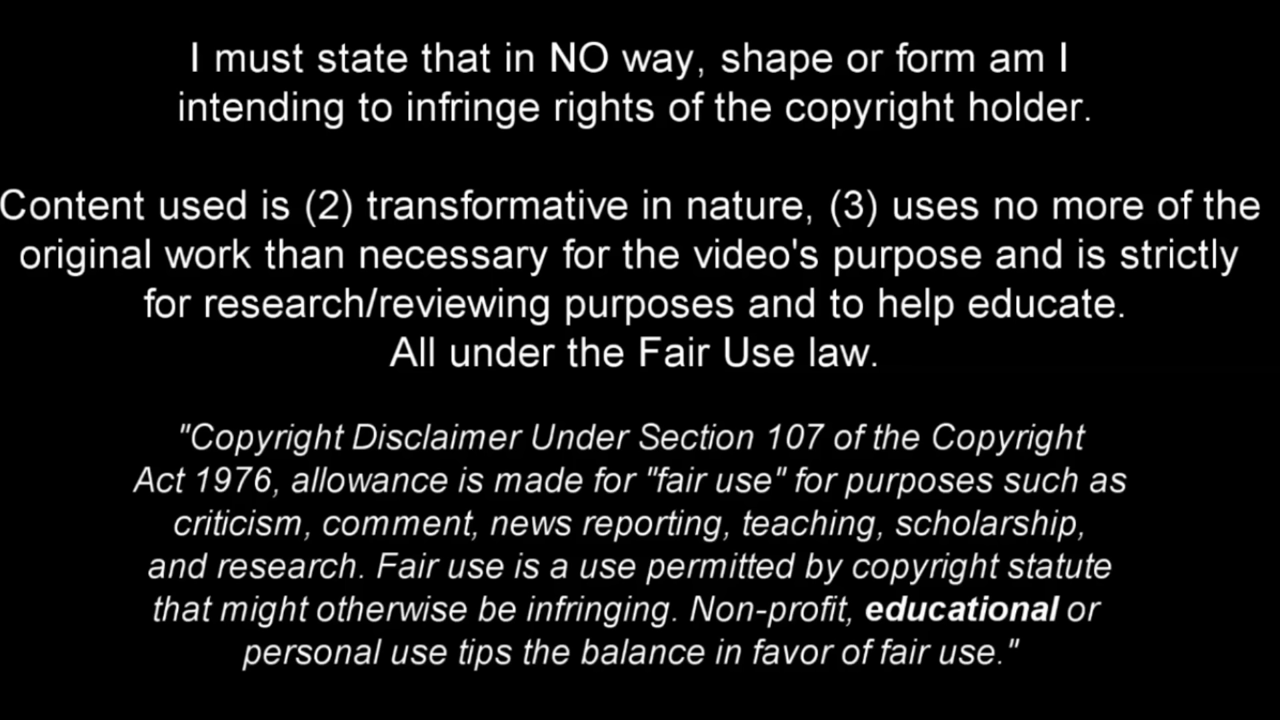 I must state that in NO way, shape or form am I
intending to infringe rights of the copyright holder.
Content used is (2) transformative in nature, (3) uses no more of the
original work than necessary for the video's purpose and is strictly
for research/reviewing purposes and to help educate.
All under the Fair Use law.
"Copyright Disclaimer Under Section 107 of the Copyright
Act 1976, allowance is made for "fair use" for purposes such as
criticism, comment, news reporting, teaching, scholarship,
and research. Fair use is a use permitted by copyright statute
that might otherwise be infringing. Non-profit, educational or
personal use tips the balance in favor of fair use."